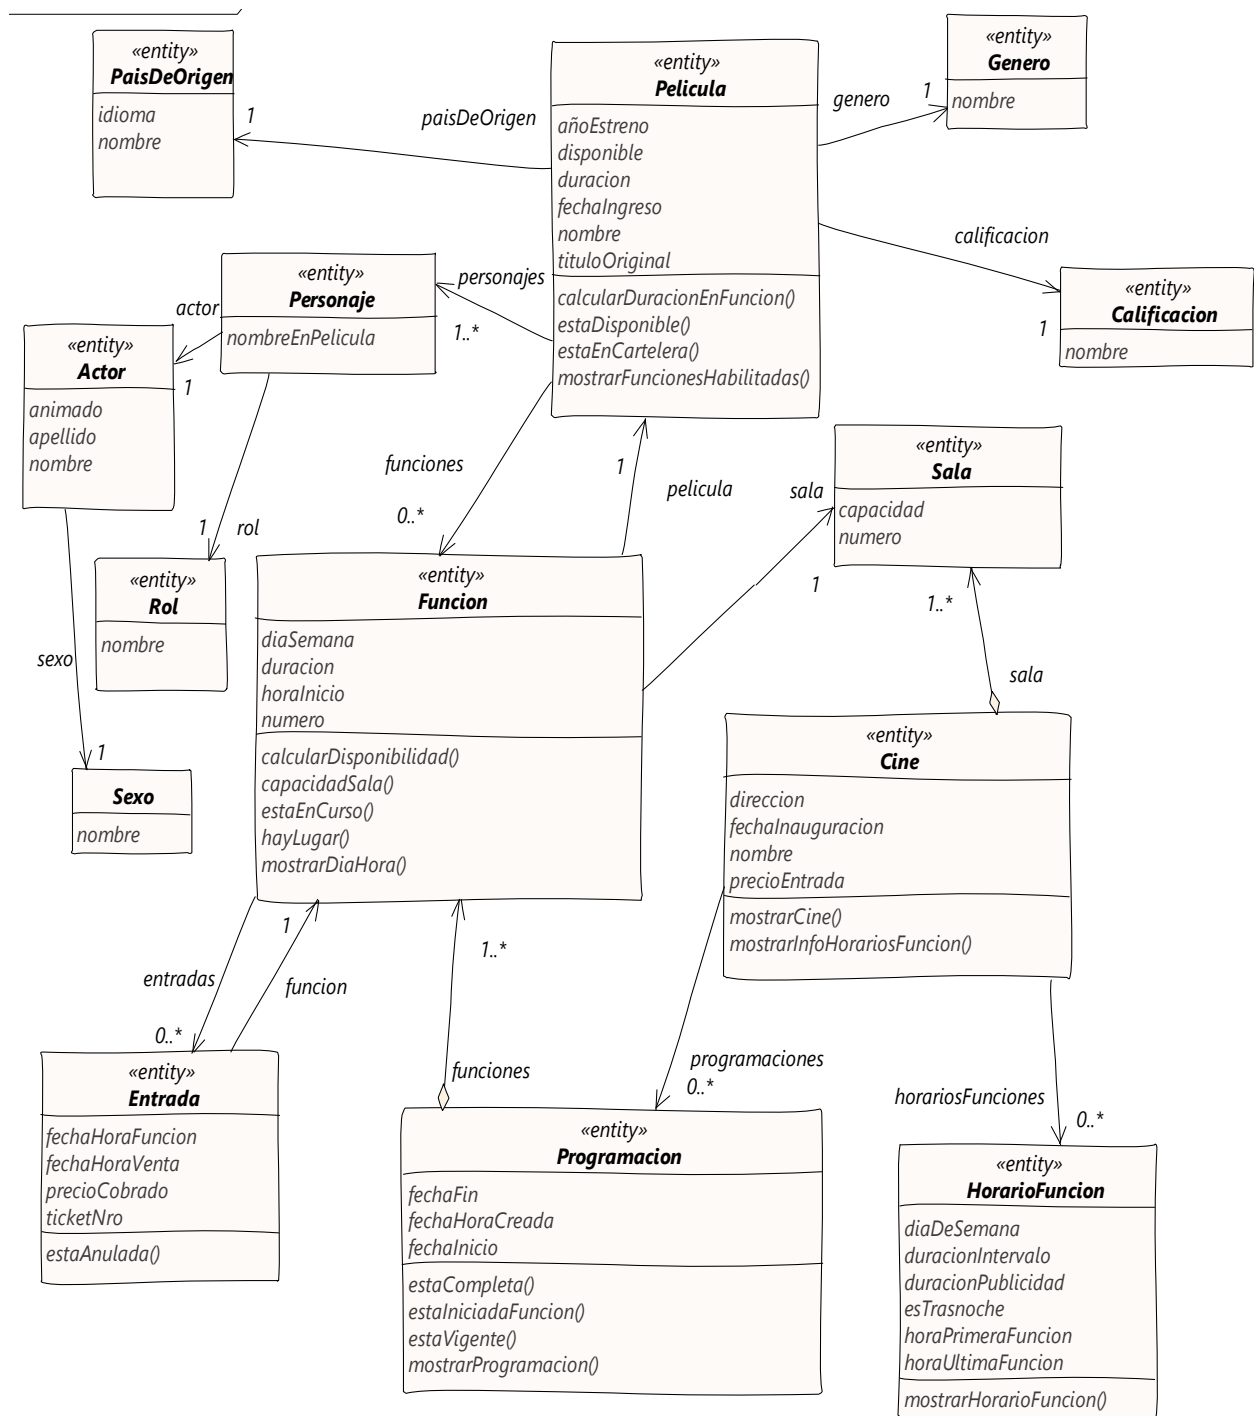 «entity»
PaisDeOrigen
idioma
nombre
1
paisDeOrigen
«entity»
Pelicula
añoEstreno
disponible
duracion
fechaIngreso
nombre
tituloOriginal
calcularDuracionEnFuncion()
estaDisponible()
estaEnCartelera()
mostrarFuncionesHabilitadas()
genero
1
«entity»
Genero
nombre
calificacion
1
«entity»
Calificacion
nombre
personajes
1..*
«entity»
Personaje
nombreEnPelicula
actor
1
«entity»
Actor
animado
apellido
nombre
1
rol
«entity»
Rol
nombre
sexo
1
Sexo
nombre
funciones
0..*
1
pelicula
sala
1
«entity»
Sala
capacidad
numero
1..*
sala
«entity»
Funcion
diaSemana
duracion
horaInicio
numero
calcularDisponibilidad()
capacidadSala()
estaEnCurso()
hayLugar()
mostrarDiaHora()
«entity»
Cine
direccion
fechaInauguracion
nombre
precioEntrada
mostrarCine()
mostrarInfoHorariosFuncion()
entradas
0..*
1
funcion
1..*
funciones
programaciones
0..*
horariosFunciones
0..*
«entity»
Entrada
fechaHoraFuncion
fechaHoraVenta
precioCobrado
ticketNro
estaAnulada()
«entity»
Programacion
fechaFin
fechaHoraCreada
fechaInicio
estaCompleta()
estaIniciadaFuncion()
estaVigente()
mostrarProgramacion()
«entity»
HorarioFuncion
diaDeSemana
duracionIntervalo
duracionPublicidad
esTrasnoche
horaPrimeraFuncion
horaUltimaFuncion
mostrarHorarioFuncion()